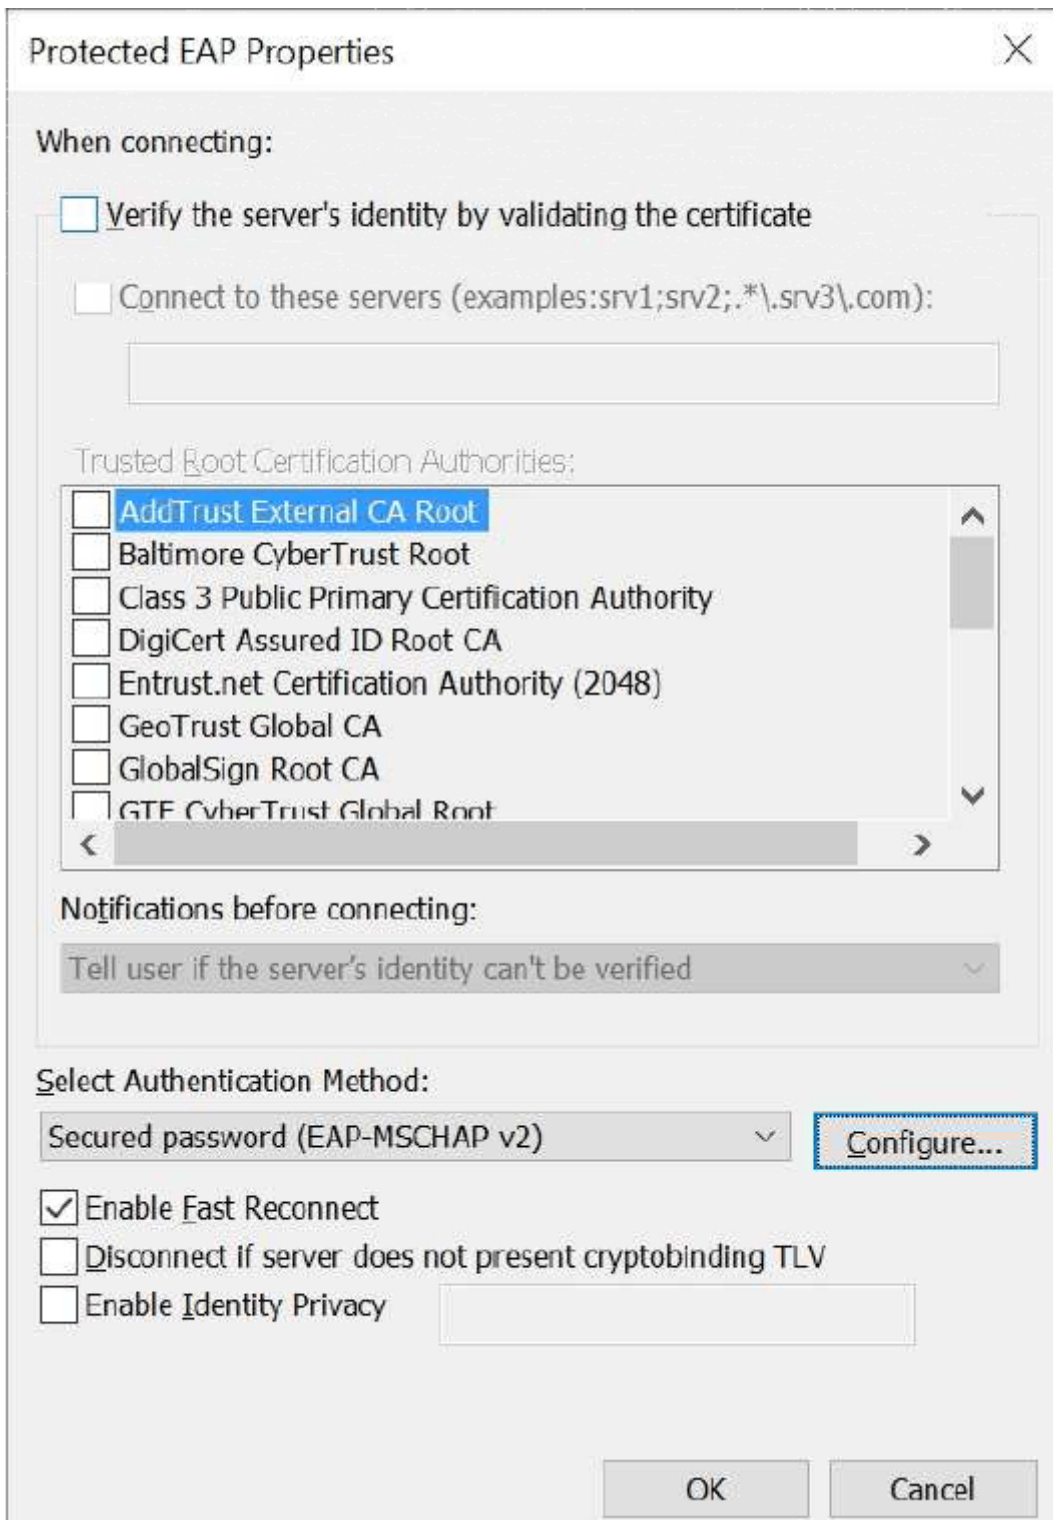 Protected EAP Properties
When connecting:
Verify the server's identity by validating the certificate
Connect to these servers (examples:srv1;srv2;.*\.srv3\.com):
Trusted Root Certification Authorities:
AddTrust External CA Root
Baltimore CyberTrust Root
Class 3 Public Primary Certification Authority
DigiCert Assured ID Root CA
Entrust.net Certification Authority (2048)
GeoTrust Global CA
GlobalSign Root CA
GTE CyberTrust Global Root
Notifications before connecting:
Tell user if the server's identity can't be verified
Select Authentication Method:
Secured password (EAP-MSCHAP v2)
Configure...
Enable Fast Reconnect
Disconnect if server does not present cryptobinding TLV
Enable Identity Privacy
OK
Cancel